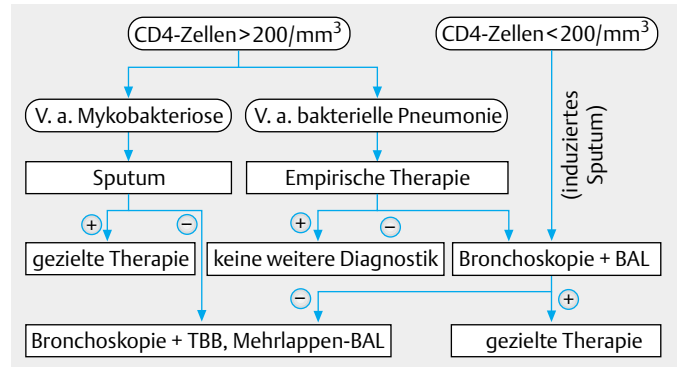 CD4-Zellen>200/mm³
CD4-Zellen<200/mm³
V. a. Mykobakteriose
V. a. bakterielle Pneumonie
(induziertes
Sputum)
Sputum
Empirische Therapie
+
−
+
−
gezielte Therapie
keine weitere Diagnostik
Bronchoskopie + BAL
−
+
Bronchoskopie + TBB, Mehrlappen-BAL
gezielte Therapie